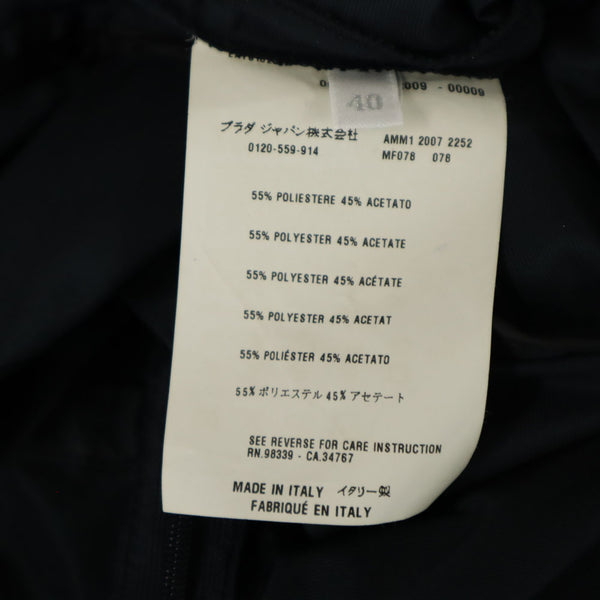 009 - 00009
40
プラダ ジャパン株式会社
0120-559-914
AMM1 2007 2252
MF078 078
55% POLIESTERE 45% ACETATO
55% POLYESTER 45% ACETATE
55% POLYESTER 45% ACÉTATE
55% POLYESTER 45% ACETAT
55% POLIÉSTER 45% ACETATO
55% ポリエステル 45% アセテート
SEE REVERSE FOR CARE INSTRUCTION
RN.98339 - CA.34767
MADE IN ITALY イタリー製
FABRIQUÉ EN ITALY